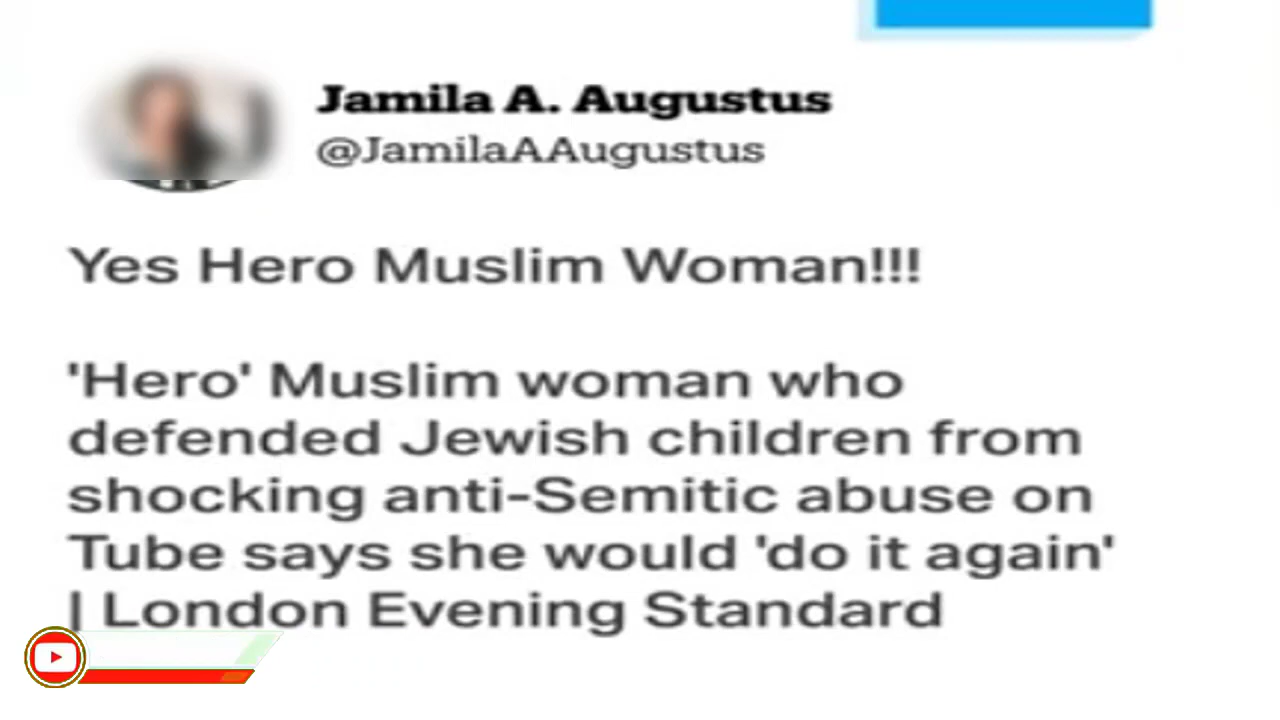 Jamila A. Augustus
@JamilaAAugustus
Yes Hero Muslim Woman!!!
'Hero' Muslim woman who
defended Jewish children from
shocking anti-Semitic abuse on
Tube says she would 'do it again'
| London Evening Standard